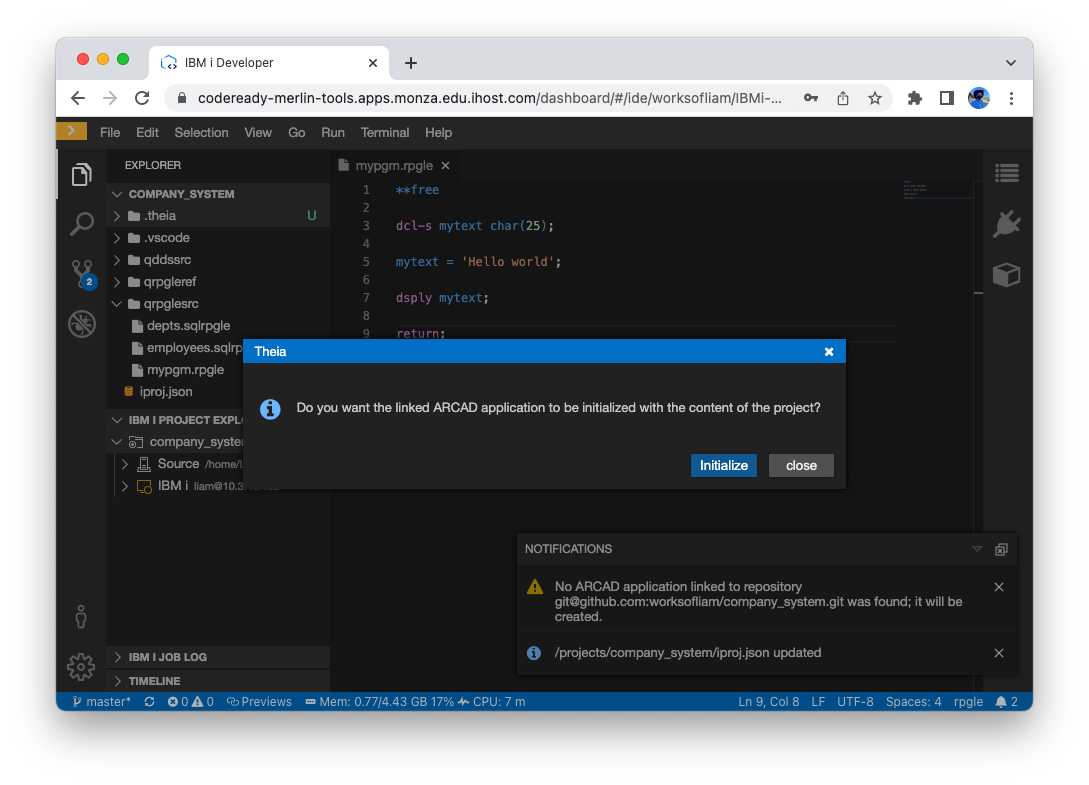 IBM i Developer
codeready-merlin-tools.apps.monza.edu.ihost.com/dashboard/#/ide/worksofliam/IBMi-...
File Edit Selection View Go Run Terminal Help
EXPLORER
COMPANY_SYSTEM
.theia U
.vscode
qddssrc
qrpgleref
qrpglesrc
depts.sqlrpgle
employees.sqlrp
mypgm.rpgle
iproj.json
2
IBM I PROJECT EXPL
company_syste
Source /home/l
IBM i liam@10.3
IBM I JOB LOG
TIMELINE
mypgm.rpgle
1 **free
2
3 dcl-s mytext char(25);
4
5 mytext = 'Hello world';
6
7 dsply mytext;
8
9 return;
Theia
Do you want the linked ARCAD application to be initialized with the content of the project?
Initialize close
NOTIFICATIONS
No ARCAD application linked to repository
git@github.com:worksofliam/company_system.git was found; it will be
created.
/projects/company_system/iproj.json updated
master* 0 0 Previews Mem: 0.77/4.43 GB 17% CPU: 7 m Ln 9, Col 8 LF UTF-8 Spaces: 4 rpgle 2